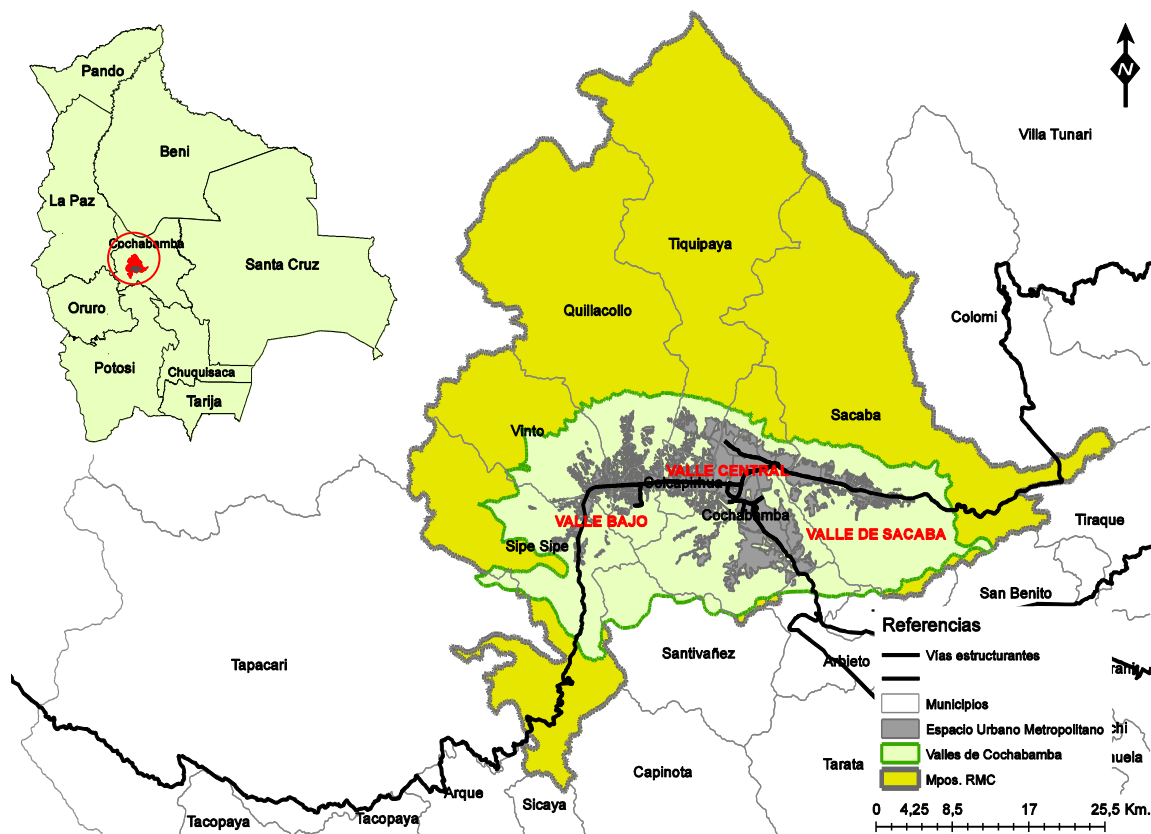 Pando
Beni
La Paz
Cochabamba
Santa Cruz
Oruro
Potosi
Chuquisaca
Tarija
N
Villa Tunari
Tiquipaya
Quillacollo
Colomi
Sacaba
Vinto
VALLE CENTRAL
Colcapirhua
Cochabamba
VALLE BAJO
VALLE DE SACABA
Sipe Sipe
Tiraque
San Benito
Tapacari
Santivañez
Arbieto
Capinota
Tarata
Arque
Sicaya
Tacopaya
Tacopaya
Referencias
Vías estructurantes
Municipios
Espacio Urbano Metropolitano
Valles de Cochabamba
Mpos. RMC
0 4,25 8,5 17 25,5 Km.